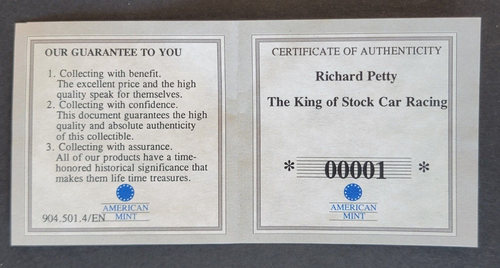 OUR GUARANTEE TO YOU
1. Collecting with benefit.
The excellent price and the high
quality speak for themselves.
2. Collecting with confidence.
This document guarantees the high
quality and absolute authenticity
of this collectible.
3. Collecting with assurance.
All of our products have a time-
honored historical significance that
makes them life time treasures.
AMERICAN
MINT
904.501.4/EN
CERTIFICATE OF AUTHENTICITY
Richard Petty
The King of Stock Car Racing
* 00001 *
AMERICAN
MINT